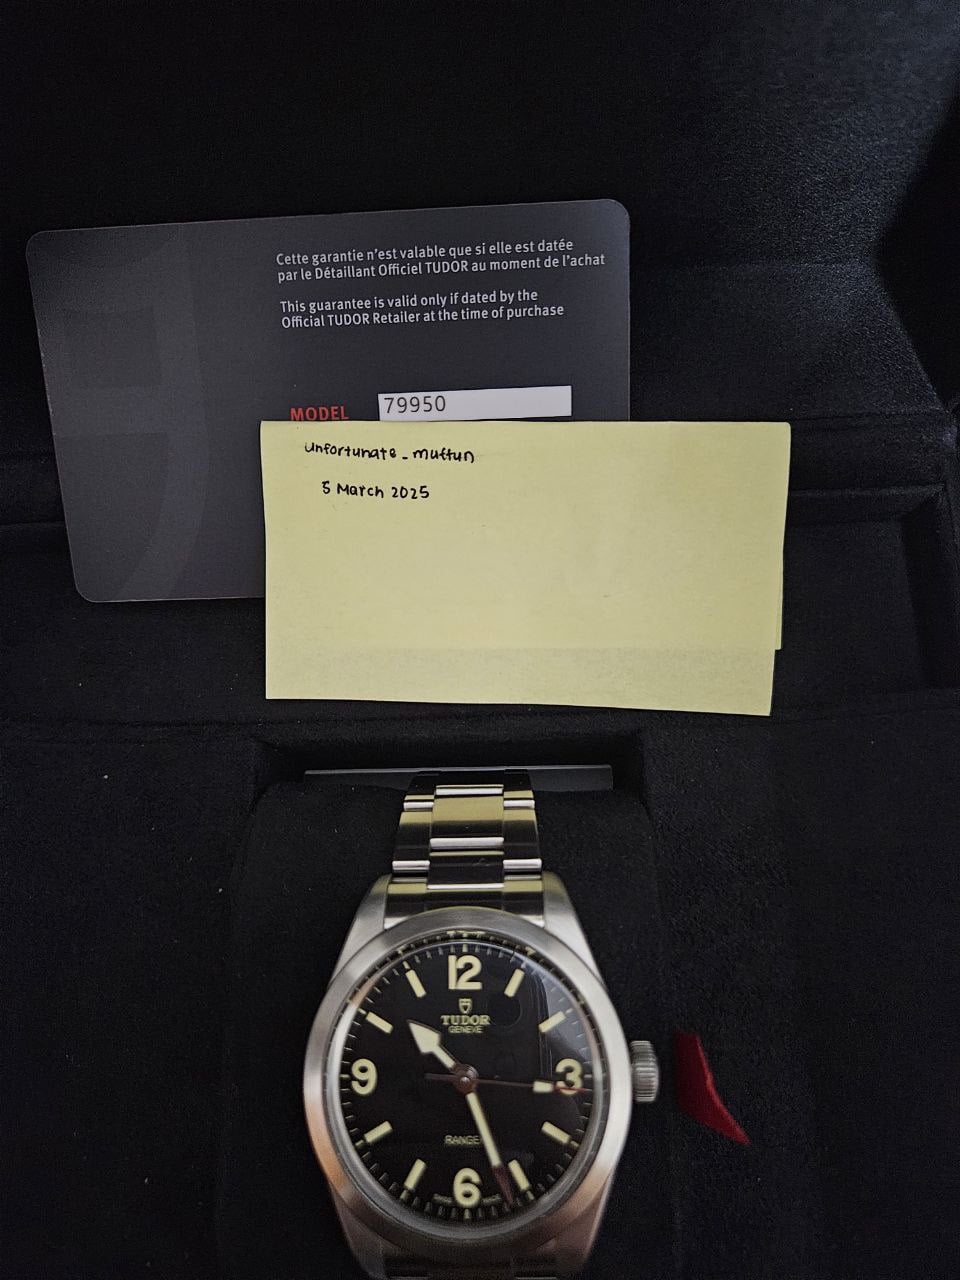 Cette garantie n'est valable que si elle est datée
par le Détaillant Officiel TUDOR au moment de l'achat
This guarantee is valid only if dated by the
Official TUDOR Retailer at the time of purchase
MODEL 79950
unfortunate_muffun
5 March 2025
12
TUDOR
GENEVE
9 3
RANGE
6